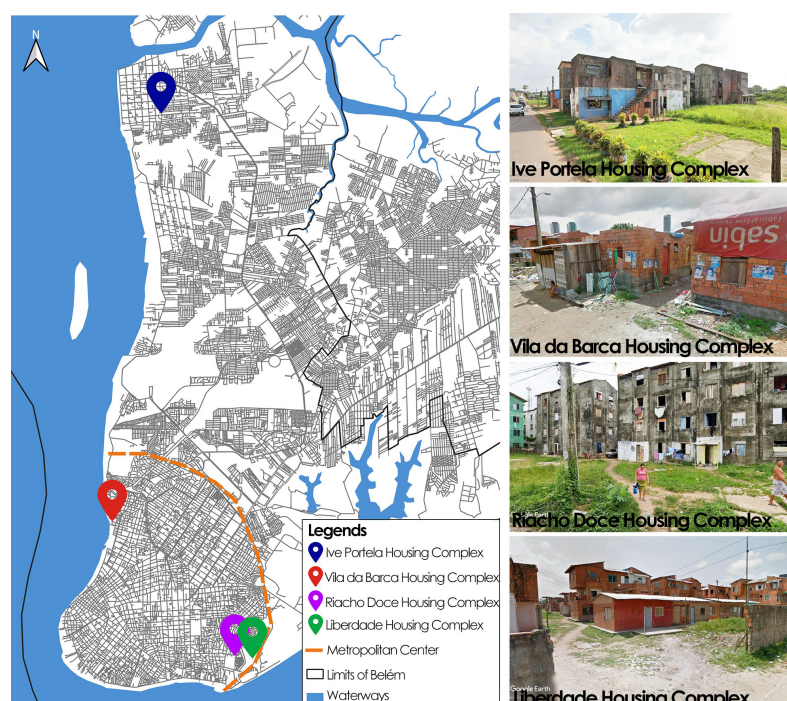 N
Legends
Ive Portela Housing Complex
Vila da Barca Housing Complex
Riacho Doce Housing Complex
Liberdade Housing Complex
Metropolitan Center
Limits of Belém
Waterways
Ive Portela Housing Complex
sabin
Vila da Barca Housing Complex
Google Earth
Riacho Doce Housing Complex
Google Earth
Liberdade Housing Complex